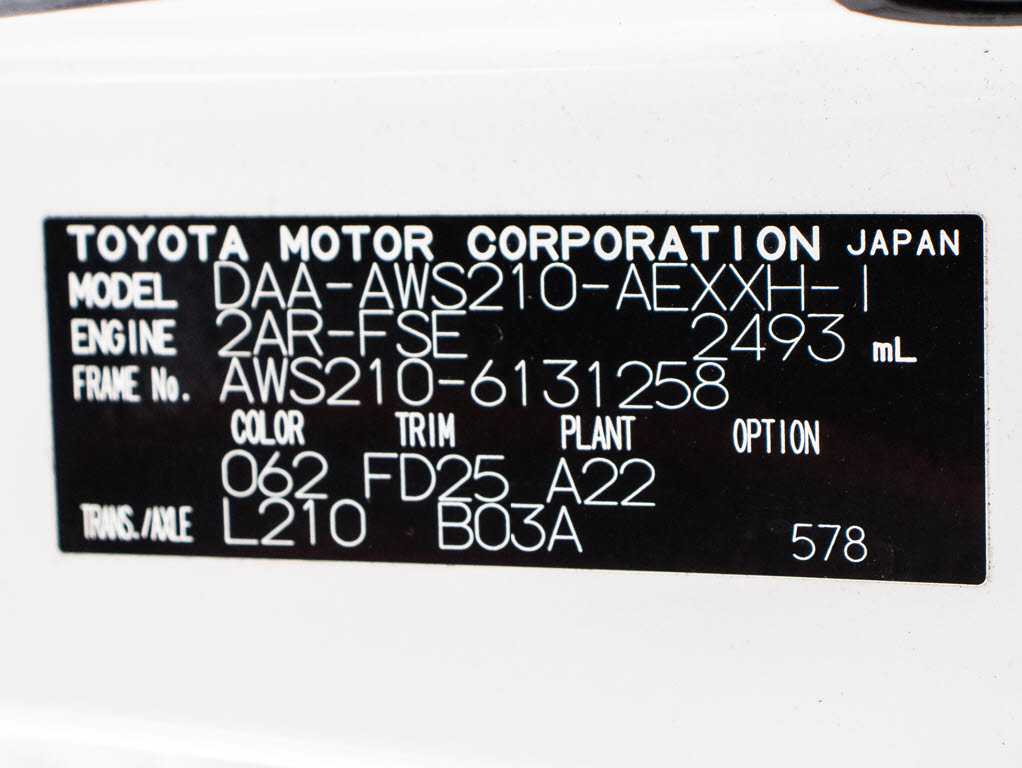 TOYOTA MOTOR CORPORATION JAPAN
MODEL DAA-AWS210-AEXXH-I
ENGINE 2AR-FSE 2493 mL
FRAME No. AWS210-6131258
COLOR TRIM PLANT OPTION
062 FD25 A22
TRANS./AXLE L210 B03A 578